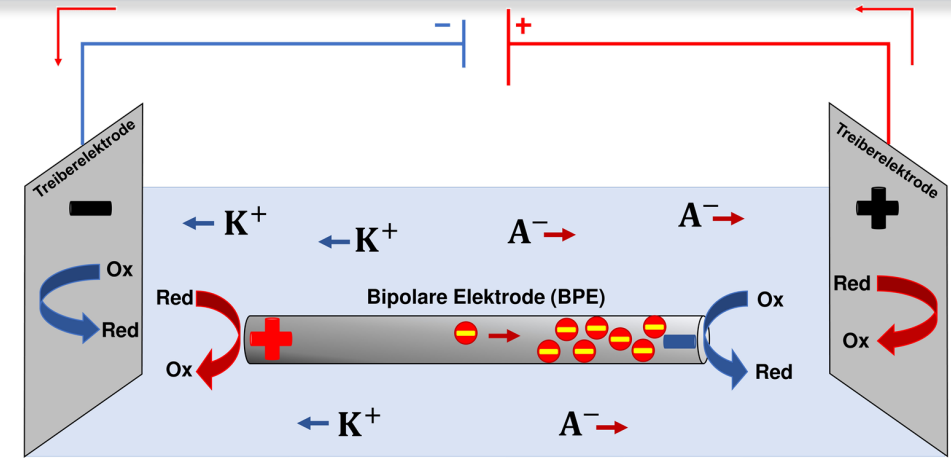 − +
Treiberelektrode
Treiberelektrode
K⁺
K⁺
A⁻
A⁻
Ox
Red
Red
Ox
Bipolare Elektrode (BPE)
Ox
Red
Red
Ox
K⁺
A⁻